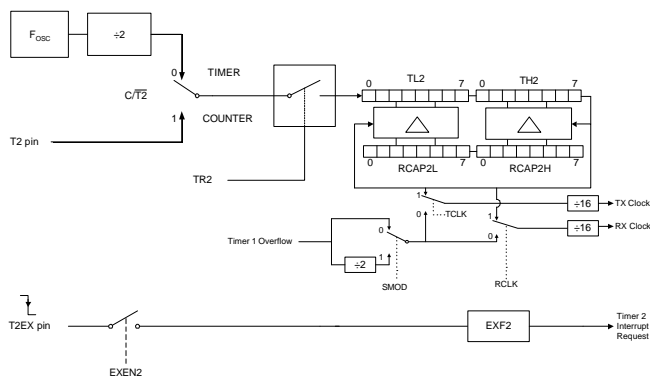 FOSC
÷2
0
TIMER
C/T2
1
COUNTER
T2 pin
TR2
0
TL2
7
0
TH2
7
0
RCAP2L
7
0
RCAP2H
7
1
TCLK
0
÷16
TX Clock
1
0
RCLK
÷16
RX Clock
Timer 1 Overflow
0
1
÷2
SMOD
T2EX pin
EXEN2
EXF2
Timer 2
Interrupt
Request